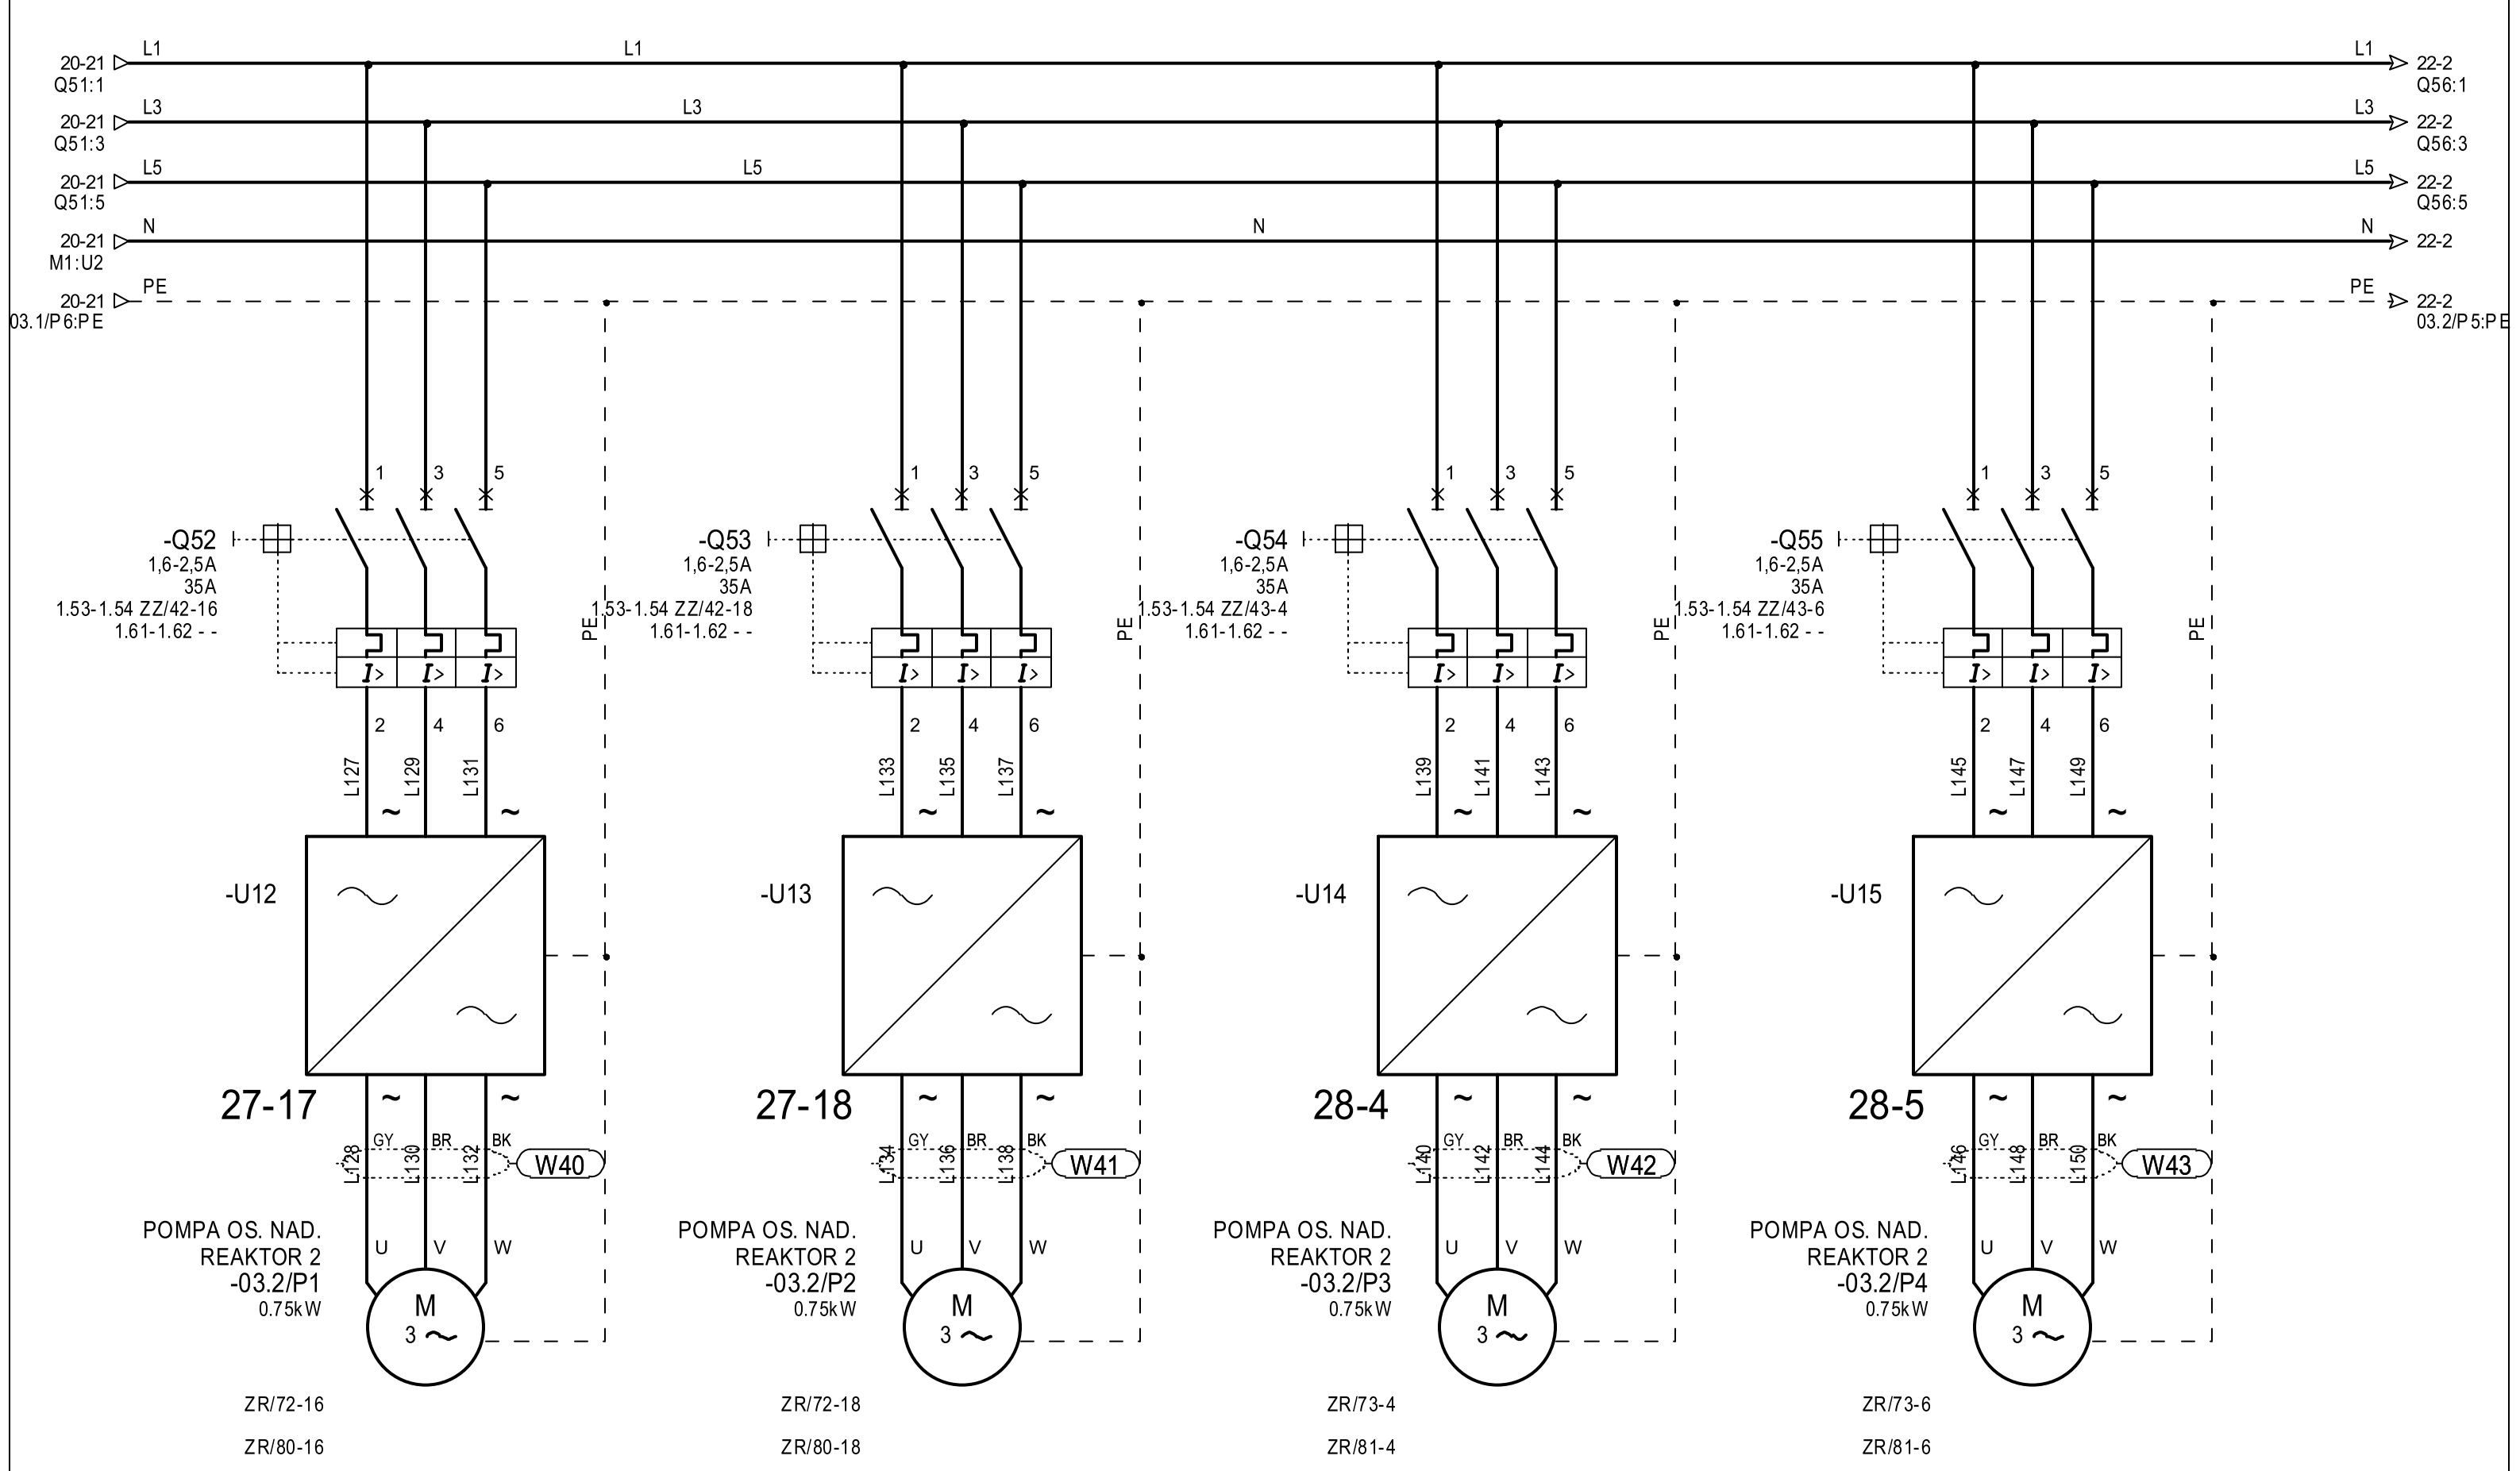 L1 L1 L1
20-21 22-2
Q51:1 Q56:1
L3 L3 L3
20-21 22-2
Q51:3 Q56:3
L5 L5 L5
20-21 22-2
Q51:5 Q56:5
N N N
20-21 22-2
M1:U2
PE PE
20-21 22-2
03.1/P6:PE 03.2/P5:PE
1 3 5 1 3 5 1 3 5 1 3 5
-Q52 -Q53 -Q54 -Q55
1,6-2,5A 1,6-2,5A 1,6-2,5A 1,6-2,5A
35A 35A 35A 35A
1.53-1.54 ZZ/42-16 1.53-1.54 ZZ/42-18 1.53-1.54 ZZ/43-4 1.53-1.54 ZZ/43-6
1.61-1.62 - - 1.61-1.62 - - 1.61-1.62 - - 1.61-1.62 - -
PE PE PE PE
I> I> I> I> I> I> I> I> I> I> I> I>
2 4 6 2 4 6 2 4 6 2 4 6
L127 L129 L131 L133 L135 L137 L139 L141 L143 L145 L147 L149
~ ~ ~ ~ ~ ~ ~ ~
-U12 -U13 -U14 -U15
27-17 ~ ~ 27-18 ~ ~ 28-4 ~ ~ 28-5 ~ ~
GY BR BK GY BR BK GY BR BK GY BR BK
L128 L130 L132 W40 L134 L136 L138 W41 L140 L142 L144 W42 L146 L148 L150 W43
POMPA OS. NAD. POMPA OS. NAD. POMPA OS. NAD. POMPA OS. NAD.
U V W U V W U V W U V W
REAKTOR 2 REAKTOR 2 REAKTOR 2 REAKTOR 2
-03.2/P1 -03.2/P2 -03.2/P3 -03.2/P4
0.75kW M 0.75kW M 0.75kW M 0.75kW M
3 ~ 3 ~ 3 ~ 3 ~
ZR/72-16 ZR/72-18 ZR/73-4 ZR/73-6
ZR/80-16 ZR/80-18 ZR/81-4 ZR/81-6